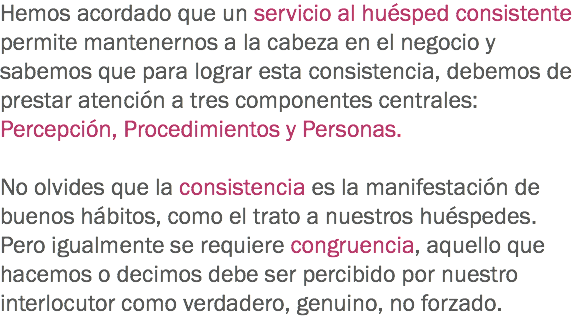 Hemos acordado que un servicio al huésped consistente
permite mantenernos a la cabeza en el negocio y
sabemos que para lograr esta consistencia, debemos de
prestar atención a tres componentes centrales:
Percepción, Procedimientos y Personas.
No olvides que la consistencia es la manifestación de
buenos hábitos, como el trato a nuestros huéspedes.
Pero igualmente se requiere congruencia, aquello que
hacemos o decimos debe ser percibido por nuestro
interlocutor como verdadero, genuino, no forzado.